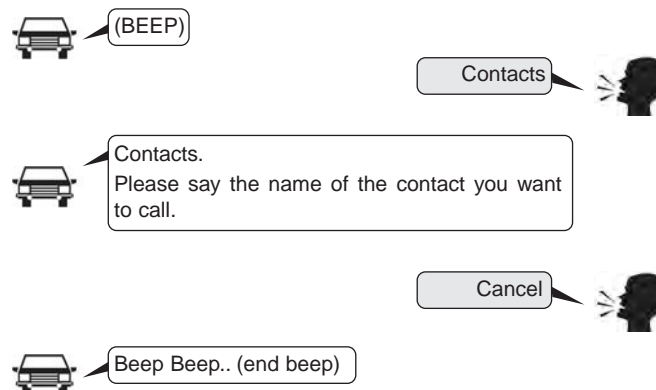 (BEEP)
Contacts
Contacts.
Please say the name of the contact you want
to call.
Cancel
Beep Beep.. (end beep)